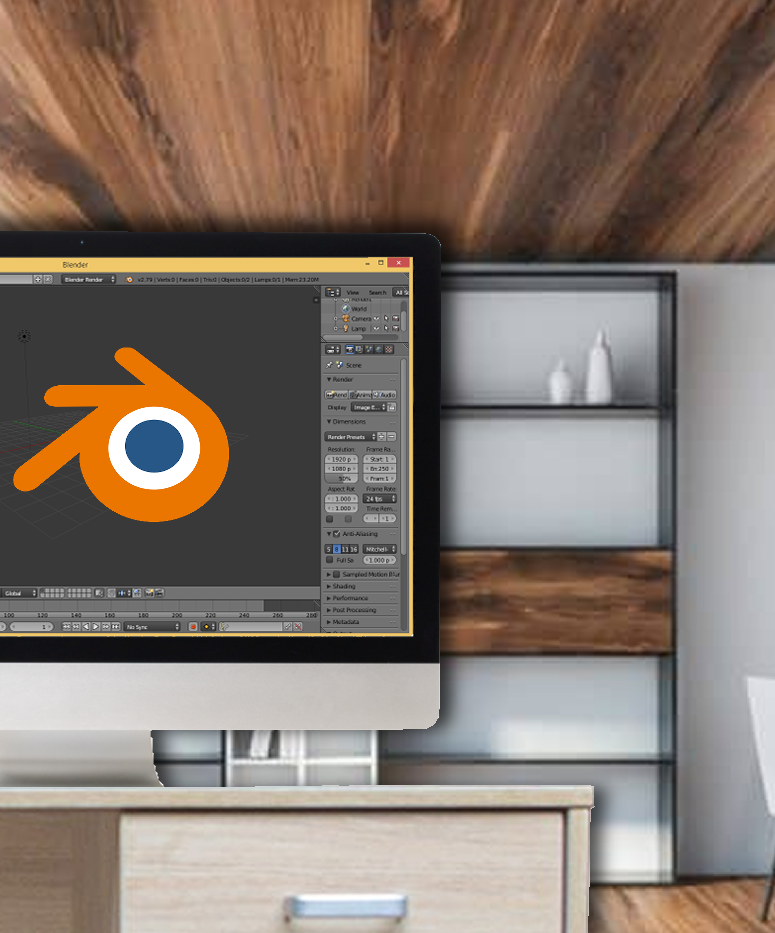 Blender
Blender Render
v2.79 | Verts:0 | Faces:0 | Tris:0 | Objects:0/2 | Lamps:0/1 | Mem:23.20M
View Search All S
World
Camera
Lamp
Scene
Render
Rend Anim Audio
Display Image E...
Dimensions
Render Presets
Resolution Frame Ra...
1920 p Start: 1
1080 p En:250
50% Fram:1
Aspect Rat Frame Rate
1.000 24 fps
1.000 Time Rem...
1
Anti-Aliasing
5 8 11 16 Mitchell-
Full Sa 1.000 p
Sampled Motion Blur
Shading
Performance
Post Processing
Metadata
Global
100 120 140 160 180 200 220 240 260 280
1 No Sync